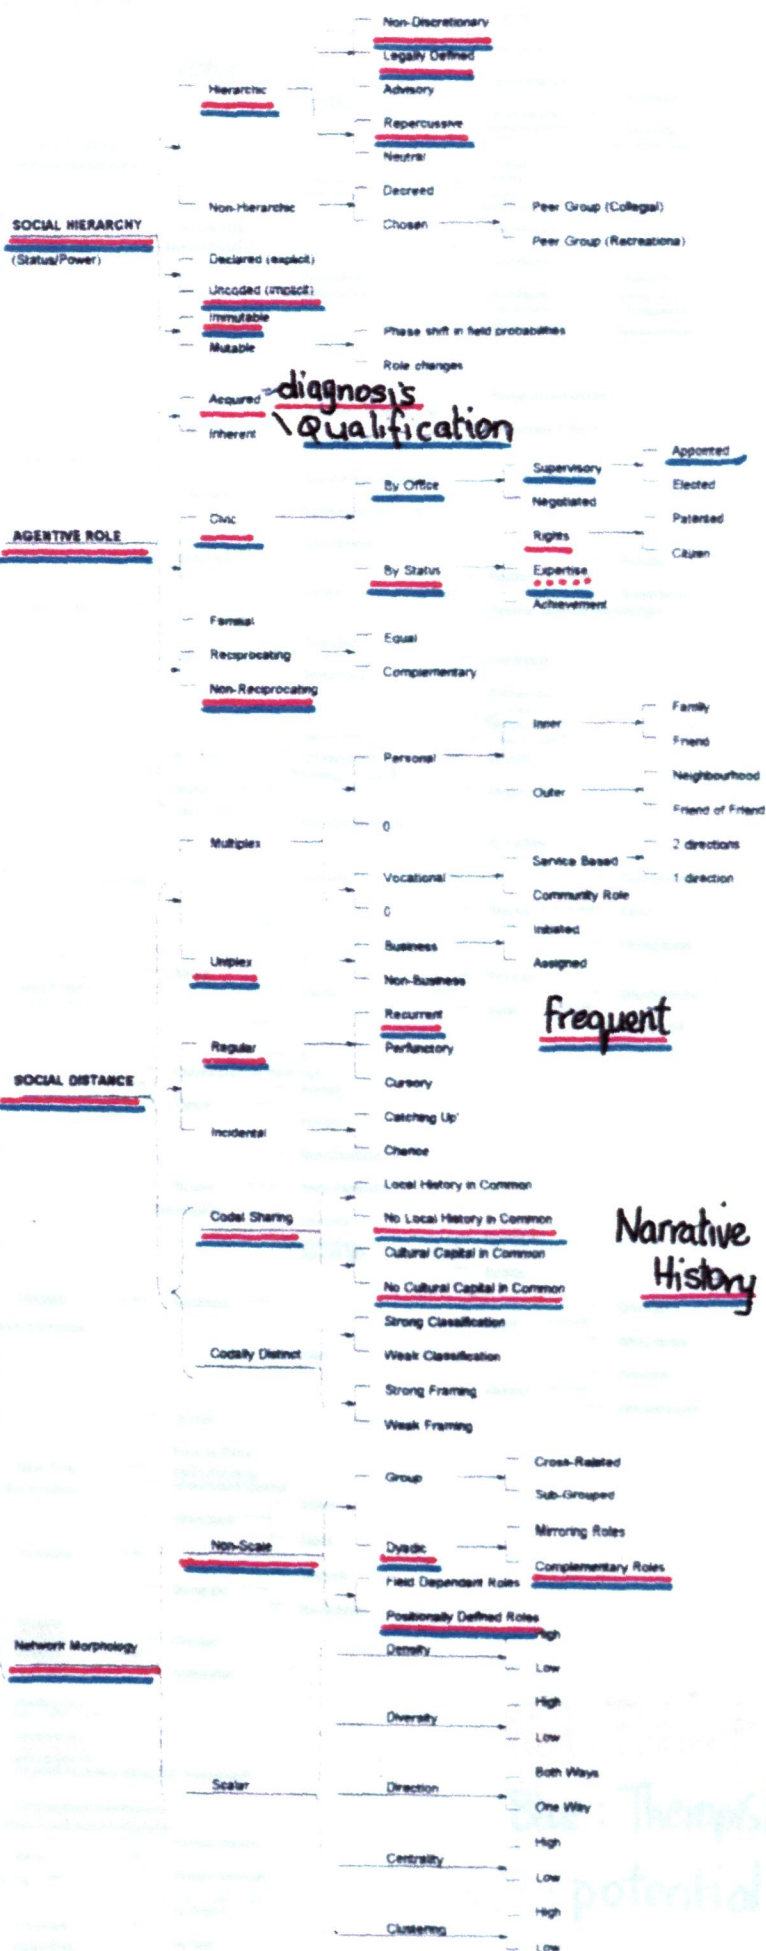 Non-Discretionary
Legally Defined
Hierarchic
Advisory
Repercussive
Neutral
Decreed
Non-Hierarchic
Chosen
Peer Group (Collegial)
Peer Group (Recreational)
SOCIAL HIERARCHY
(Status/Power)
Declared (explicit)
Uncoded (implicit)
Immutable
Mutable
Phase shift in field probabilities
Role changes
Acquired
diagnosis
Qualification
Inherent
AGENTIVE ROLE
Civic
By Office
Supervisory
Appointed
Elected
Negotiated
By Status
Rights
Patented
Citizen
Expertise
Achievement
Familial
Reciprocating
Equal
Complementary
Non-Reciprocating
SOCIAL DISTANCE
Multiplex
Personal
Inner
Family
Friend
Outer
Neighbourhood
Friend of Friend
0
Vocational
Service Based
2 directions
1 direction
Community Role
0
Uniplex
Business
Initiated
Assigned
Non-Business
Regular
Recurrent
frequent
Perfunctory
Cursory
Incidental
Catching Up'
Chance
Codal Sharing
Local History in Common
No Local History in Common
Narrative
History
Cultural Capital in Common
No Cultural Capital in Common
Codally Distinct
Strong Classification
Weak Classification
Strong Framing
Weak Framing
Network Morphology
Non-Scale
Group
Cross-Related
Sub-Grouped
Dyadic
Mirroring Roles
Complementary Roles
Field Dependant Roles
Positionally Defined Roles
Scalar
Density
High
Low
Diversity
High
Low
Direction
Both Ways
One Way
Centrality
High
Low
Clustering
High
Low
potential